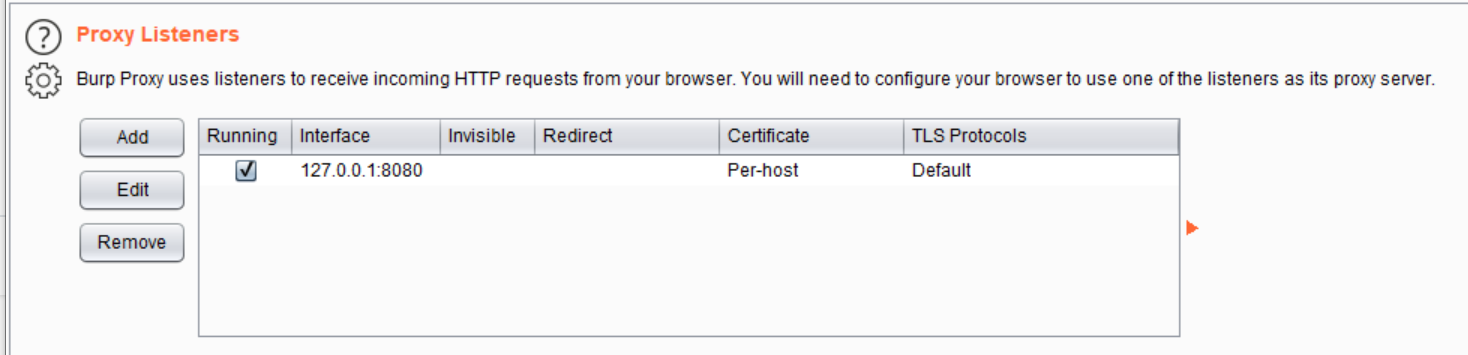 Proxy Listeners
Burp Proxy uses listeners to receive incoming HTTP requests from your browser. You will need to configure your browser to use one of the listeners as its proxy server.
Add
Running Interface Invisible Redirect Certificate TLS Protocols
127.0.0.1:8080 Per-host Default
Edit
Remove